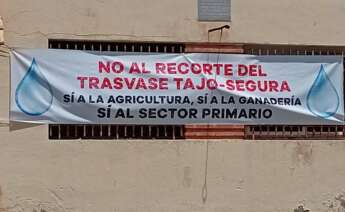 NO AL RECORTE DEL
TRASVASE TAJO-SEGURA
SÍ A LA AGRICULTURA, SÍ A LA GANADERÍA
SÍ AL SECTOR PRIMARIO